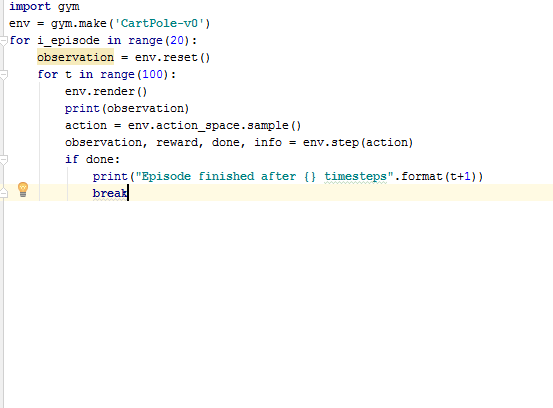 import gym
env = gym.make('CartPole-v0')
for i_episode in range(20):
    observation = env.reset()
    for t in range(100):
        env.render()
        print(observation)
        action = env.action_space.sample()
        observation, reward, done, info = env.step(action)
        if done:
            print("Episode finished after {} timesteps".format(t+1))
            break